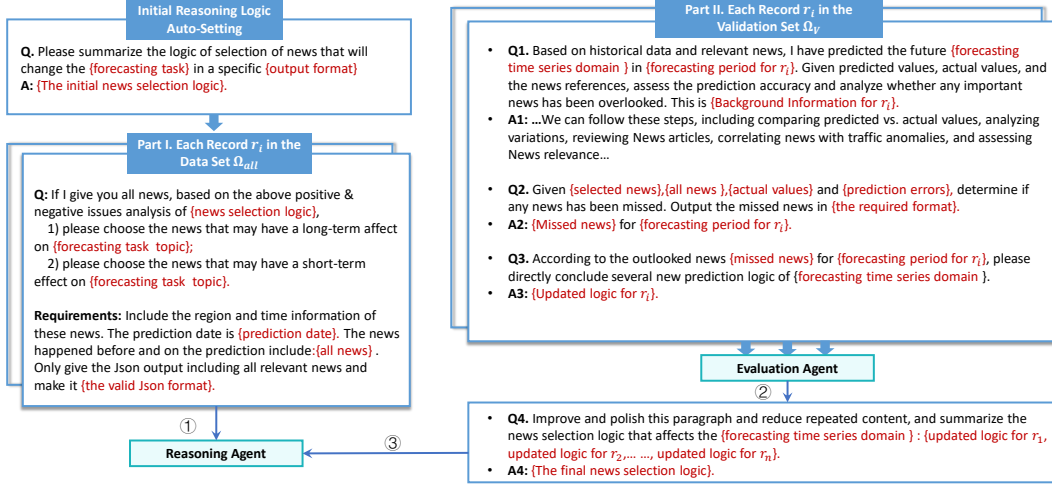 Initial Reasoning Logic
Auto-Setting
Q. Please summarize the logic of selection of news that will
change the {forecasting task} in a specific {output format}
A: {The initial news selection logic}.
Part I. Each Record r_i in the
Data Set Ω_all
Q: If I give you all news, based on the above positive &
negative issues analysis of {news selection logic},
1) please choose the news that may have a long-term affect
on {forecasting task topic};
2) please choose the news that may have a short-term
effect on {forecasting task topic}.
Requirements: Include the region and time information of
these news. The prediction date is {prediction date}. The news
happened before and on the prediction include:{all news} .
Only give the Json output including all relevant news and
make it {the valid Json format}.
①
Reasoning Agent
Part II. Each Record r_i in the
Validation Set Ω_V
• Q1. Based on historical data and relevant news, I have predicted the future {forecasting
time series domain } in {forecasting period for r_i}. Given predicted values, actual values, and
the news references, assess the prediction accuracy and analyze whether any important
news has been overlooked. This is {Background Information for r_i}.
• A1: …We can follow these steps, including comparing predicted vs. actual values, analyzing
variations, reviewing News articles, correlating news with traffic anomalies, and assessing
News relevance…
• Q2. Given {selected news},{all news },{actual values} and {prediction errors}, determine if
any news has been missed. Output the missed news in {the required format}.
• A2: {Missed news} for {forecasting period for r_i}.
• Q3. According to the outlooked news {missed news} for {forecasting period for r_i}, please
directly conclude several new prediction logic of {forecasting time series domain }.
• A3: {Updated logic for r_i}.
Evaluation Agent
②
• Q4. Improve and polish this paragraph and reduce repeated content, and summarize the
news selection logic that affects the {forecasting time series domain } : {updated logic for r_1,
updated logic for r_2,… …, updated logic for r_n}.
• A4: {The final news selection logic}.
③